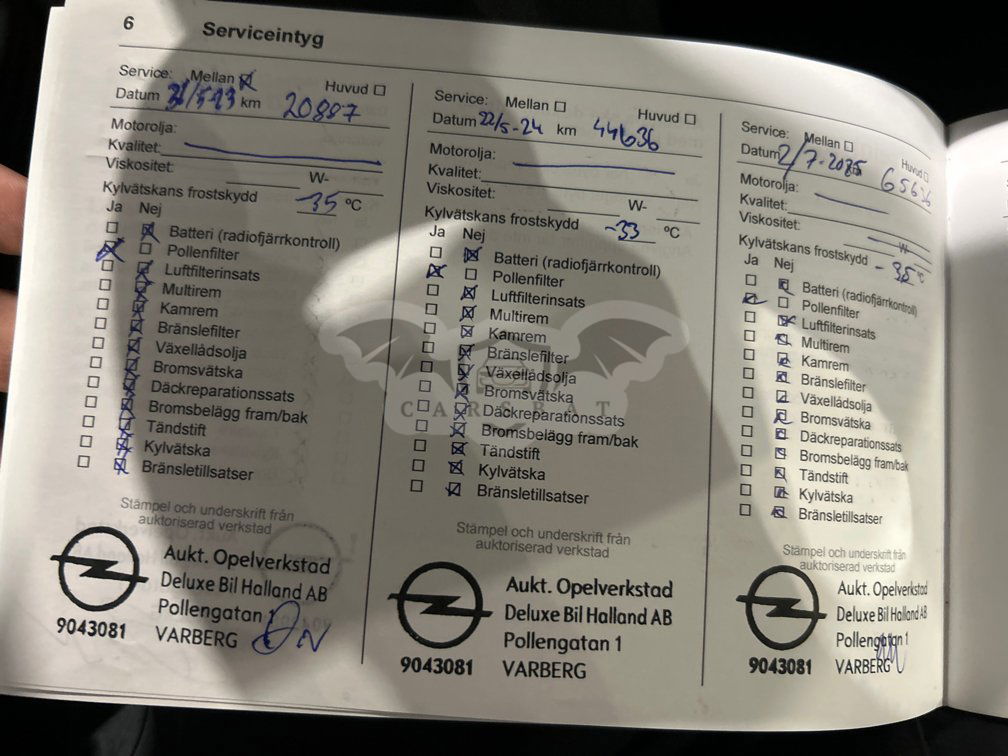 6 Serviceintyg
Service: Mellan Huvud
Datum 31/5-23 km 20887
Motorolja:
Kvalitet:
Viskositet: W-
Kylvätskans frostskydd -35 °C
Ja Nej
Batteri (radiofjärrkontroll)
Pollenfilter
Luftfilterinsats
Multirem
Kamrem
Bränslefilter
Växellådsolja
Bromsvätska
Däckreparationssats
Bromsbelägg fram/bak
Tändstift
Kylvätska
Bränsletillsatser
Stämpel och underskrift från
auktoriserad verkstad
Aukt. Opelverkstad
Deluxe Bil Halland AB
Pollengatan 1
9043081 VARBERG
Service: Mellan Huvud
Datum 22/5-24 km 44636
Motorolja:
Kvalitet:
Viskositet: W-
Kylvätskans frostskydd -33 °C
Ja Nej
Batteri (radiofjärrkontroll)
Pollenfilter
Luftfilterinsats
Multirem
Kamrem
Bränslefilter
Växellådsolja
Bromsvätska
Däckreparationssats
Bromsbelägg fram/bak
Tändstift
Kylvätska
Bränsletillsatser
Stämpel och underskrift från
auktoriserad verkstad
Aukt. Opelverkstad
Deluxe Bil Halland AB
Pollengatan 1
9043081 VARBERG
Service: Mellan Huvud
Datum 2/7-2025 65636
Motorolja:
Kvalitet:
Viskositet: W-
Kylvätskans frostskydd -35 °C
Ja Nej
Batteri (radiofjärrkontroll)
Pollenfilter
Luftfilterinsats
Multirem
Kamrem
Bränslefilter
Växellådsolja
Bromsvätska
Däckreparationssats
Bromsbelägg fram/bak
Tändstift
Kylvätska
Bränsletillsatser
Stämpel och underskrift från
auktoriserad verkstad
Aukt. Opelverkstad
Deluxe Bil Halland AB
Pollengatan 1
9043081 VARBERG
CARSBAT